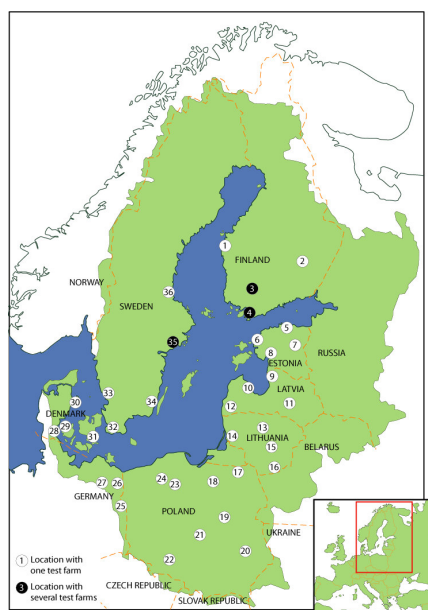 1
FINLAND
2
3
NORWAY
36
SWEDEN
4
5
35
6
7
8
ESTONIA
RUSSIA
9
10
LATVIA
33
30
34
12
11
DENMARK
29
28
32
31
13
14
LITHUANIA
15
BELARUS
16
17
27
26
24
23
18
GERMANY
25
POLAND
19
UKRAINE
21
20
22
1 Location with
one test farm
3 Location with
several test farms
CZECH REPUBLIC
SLOVAK REPUBLIC